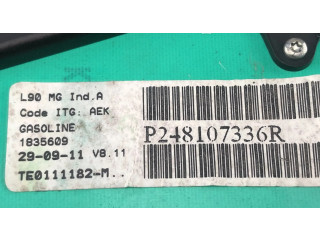 L90 MG Ind.A
Code ITG: AEK
GASOLINE
1835609
29-09-11 V8.11
TE0111182-M..
P248107336R